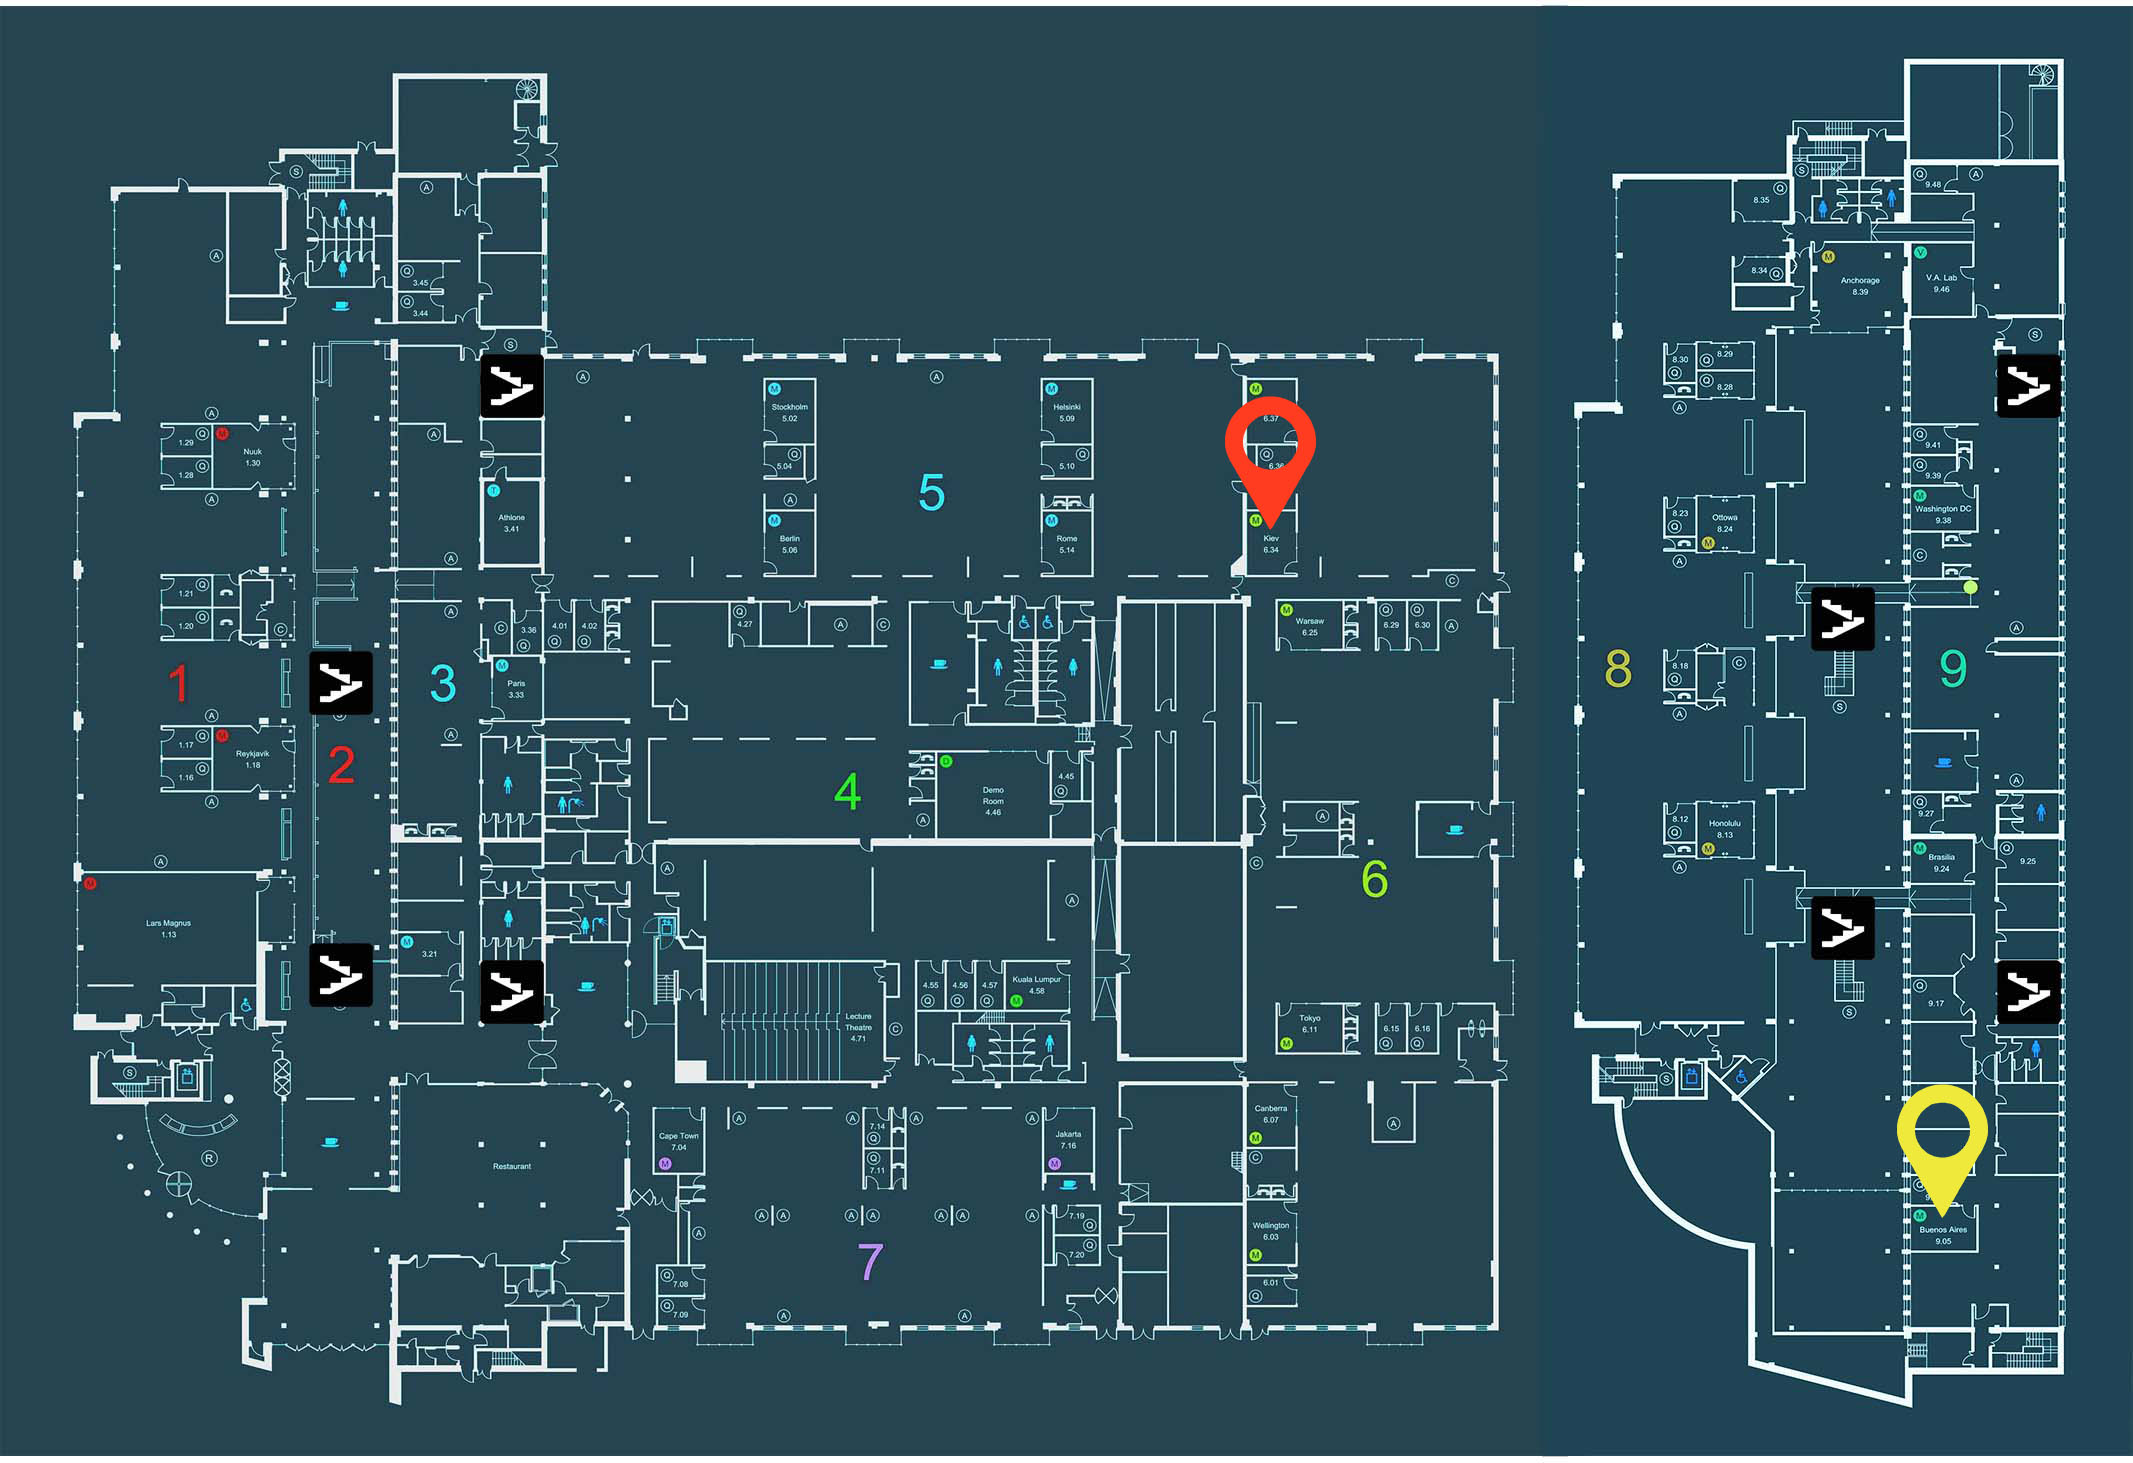 S
A
A
Q
3.45
Q
3.44
S
A
A
M
Stockholm
5.02
Q
5.04
A
M
Berlin
5.06
5
M
Helsinki
5.09
Q
5.10
M
Rome
5.14
M
6.37
Q
6.36
M
Kiev
6.34
A
1.29
Q
M
Nuuk
1.30
1.28
Q
A
A
T
Athlone
3.41
A
1.21
Q
1.20
Q
C
A
C
3.36
Q
4.01
Q
4.02
Q
Q
4.27
A
C
C
M
Warsaw
6.25
Q
6.29
Q
6.30
A
1
2
3
M
Paris
3.33
A
A
1.17
Q
M
Reykjavik
1.18
1.16
Q
A
4
D
Demo
Room
4.46
4.45
Q
A
A
C
6
A
M
Lars Magnus
1.13
M
3.21
A
A
Lecture
Theatre
4.71
C
4.55
Q
4.56
Q
4.57
Q
Kuala Lumpur
4.58
M
Tokyo
6.11
M
6.15
Q
6.16
Q
S
R
Restaurant
Cape Town
7.04
M
A
A
7.14
Q
7.11
Q
A
A
Jakarta
7.16
M
A
A
A
A
A
A
A
A
7
7.19
Q
7.20
Q
Q
7.08
Q
7.09
A
A
Canberra
6.07
M
C
Wellington
6.03
M
6.01
Q
A
S
Q
8.35
8.34
Q
M
Anchorage
8.39
Q
9.48
A
V
V.A. Lab
9.46
S
8.30
Q
8.29
Q
8.28
Q
A
Q
9.41
Q
9.39
M
Washington DC
9.38
C
8.23
Q
Ottowa
8.24
M
A
A
8
9
8.18
Q
C
A
S
A
8.12
Q
Honolulu
8.13
M
A
Q
9.27
M
Brasilia
9.24
Q
9.25
Q
9.17
S
S
Q
M
Buenos Aires
9.05